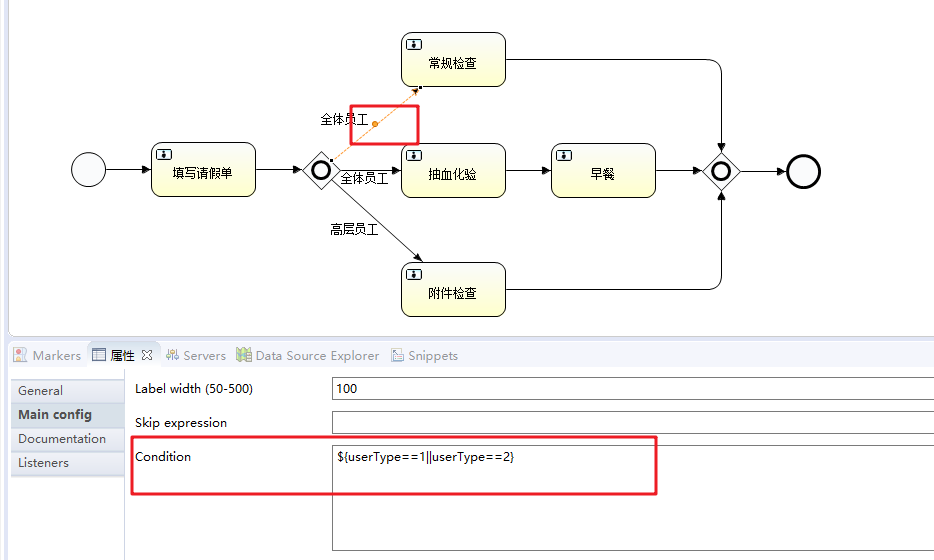 常规检查
全体员工
填写请假单
全体员工
抽血化验
早餐
高层员工
附件检查
Markers 属性 Servers Data Source Explorer Snippets
General
Main config
Documentation
Listeners
Label width (50-500) 100
Skip expression
Condition ${userType==1||userType==2}